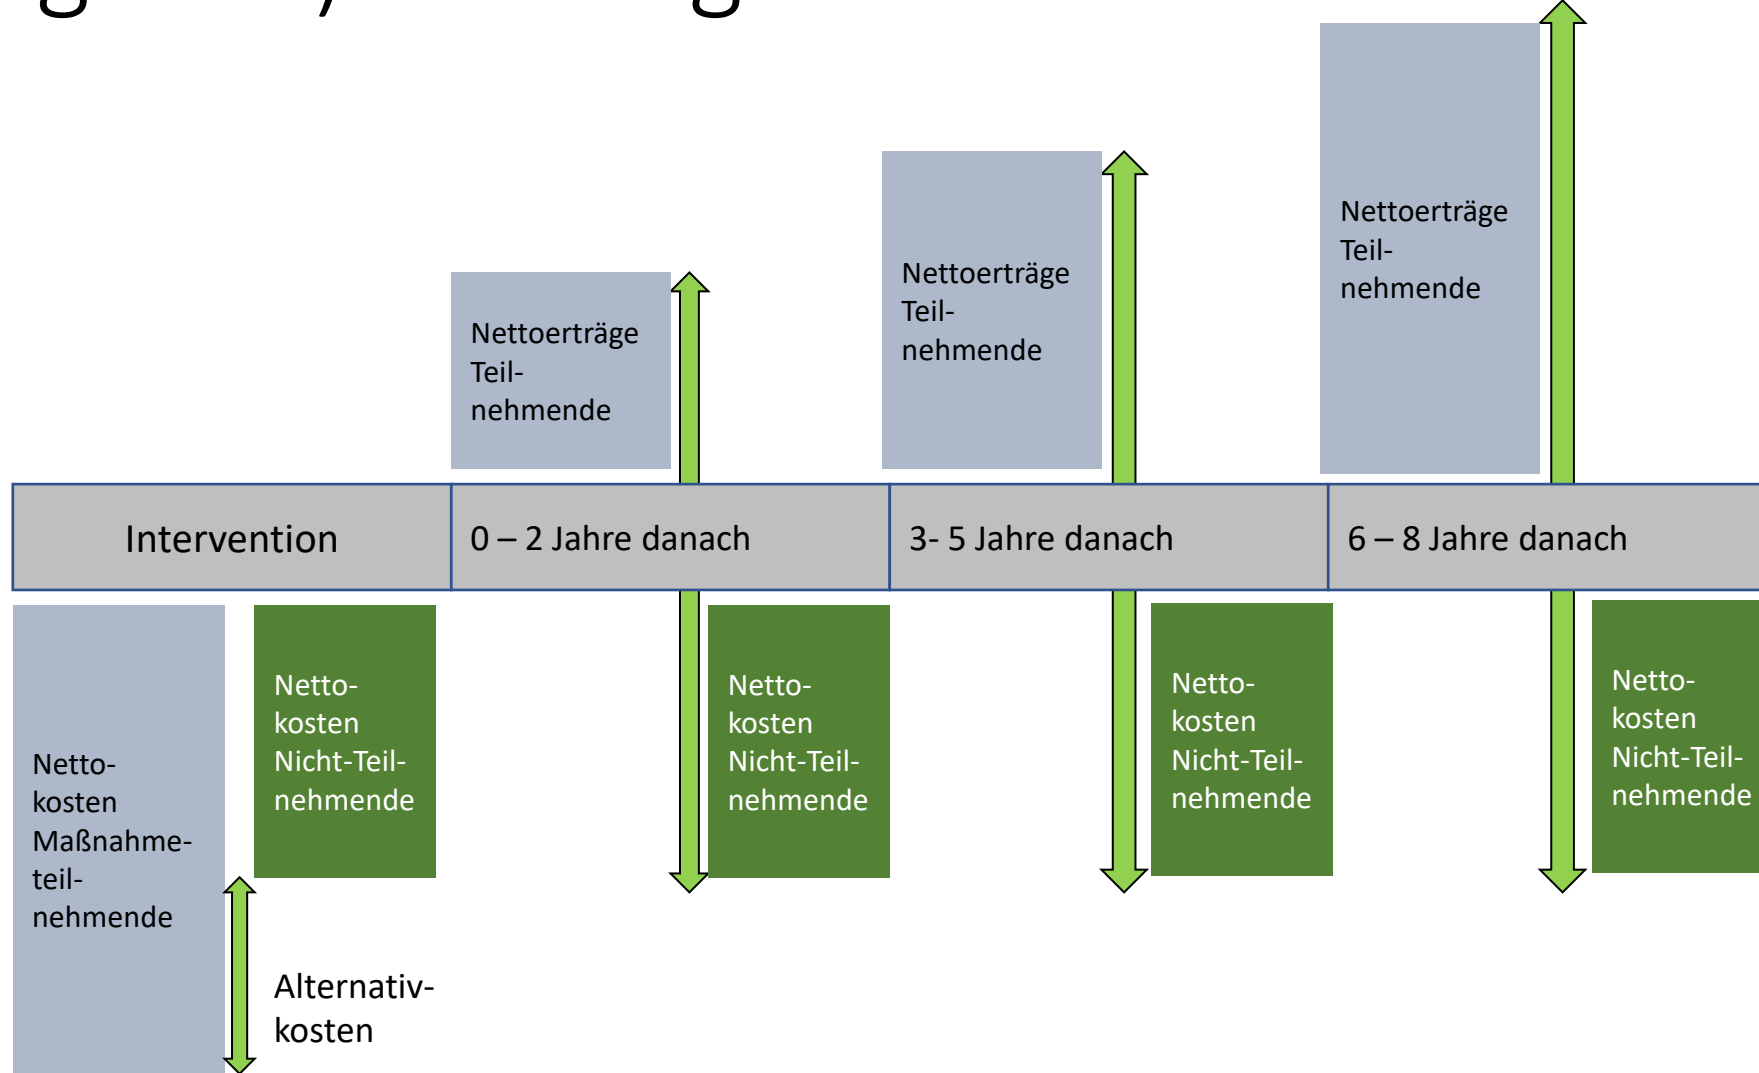 Nettoerträge
Teil-
nehmende
Nettoerträge
Teil-
nehmende
Nettoerträge
Teil-
nehmende
Intervention
0 – 2 Jahre danach
3- 5 Jahre danach
6 – 8 Jahre danach
Netto-
kosten
Maßnahme-
teil-
nehmende
Netto-
kosten
Nicht-Teil-
nehmende
Netto-
kosten
Nicht-Teil-
nehmende
Netto-
kosten
Nicht-Teil-
nehmende
Netto-
kosten
Nicht-Teil-
nehmende
Alternativ-
kosten